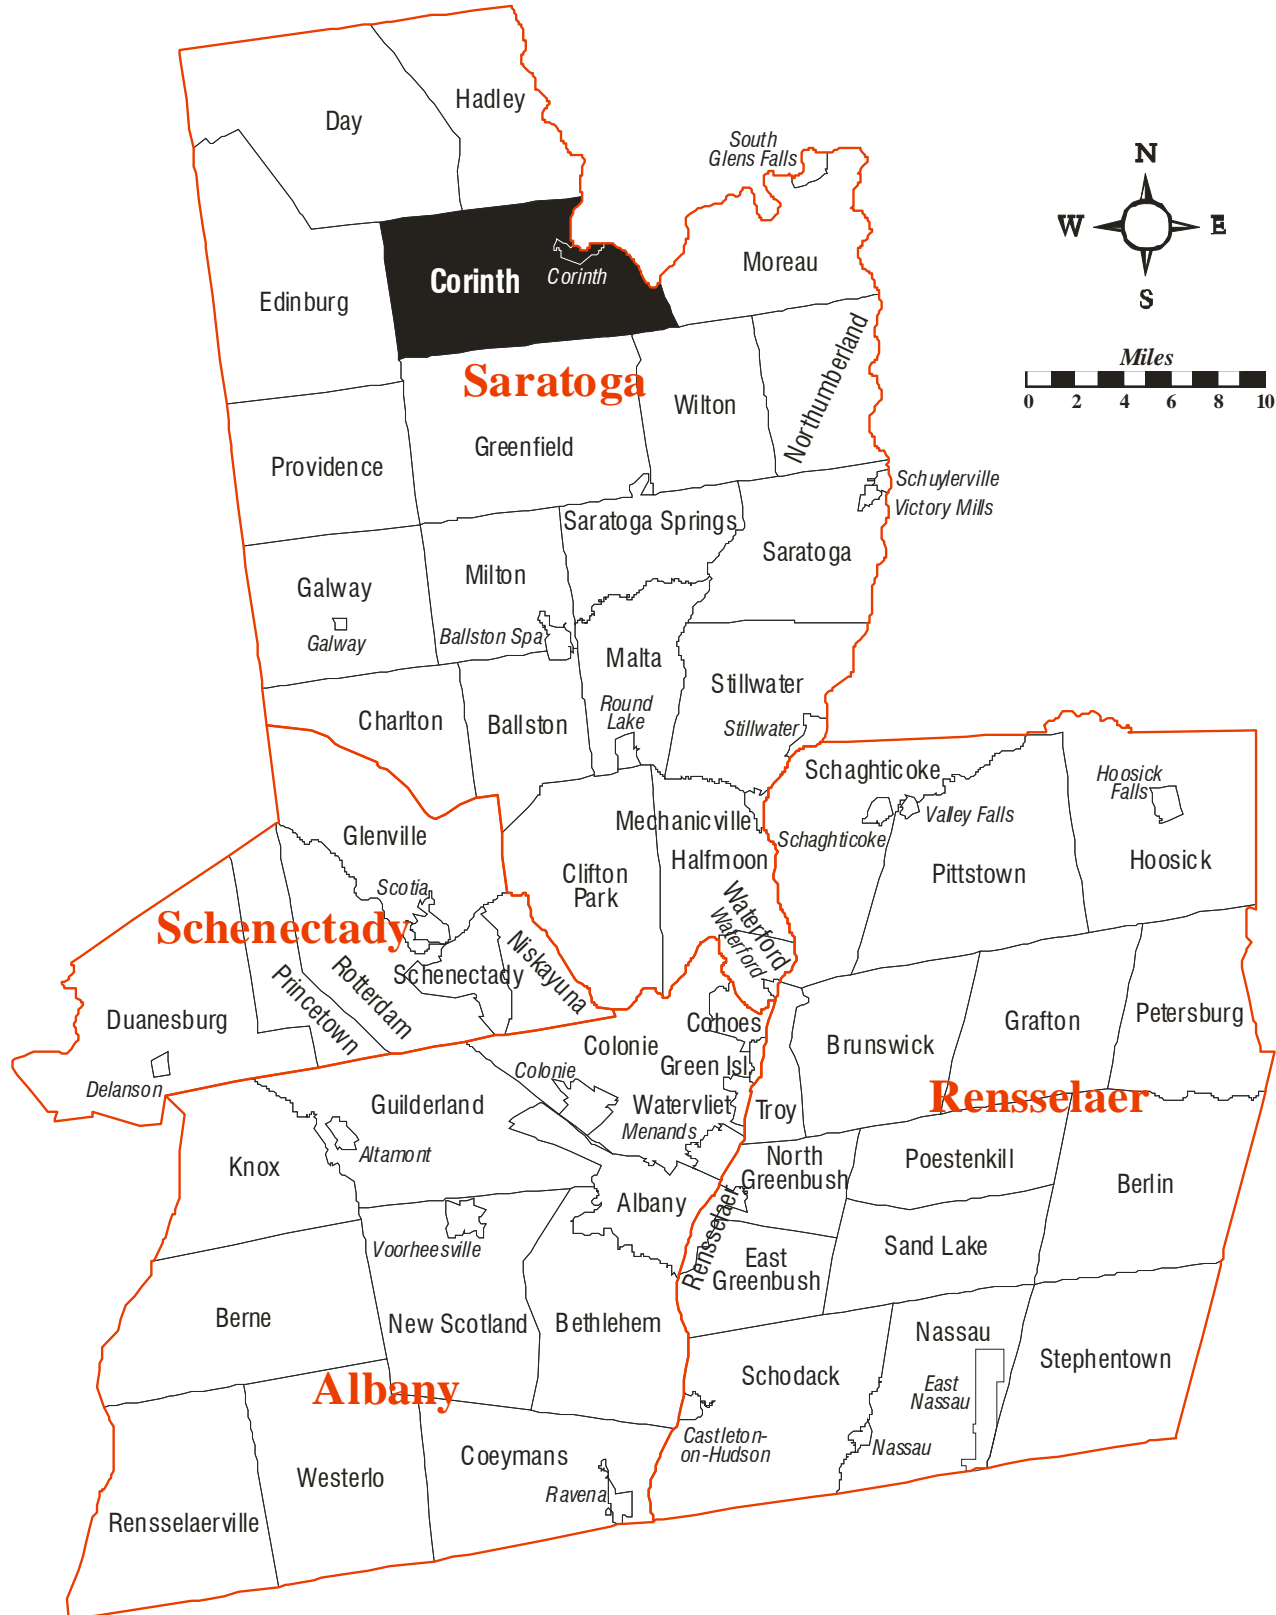 Hadley
Day
South
Glens Falls
N
W
E
S
Moreau
Corinth
Corinth
Edinburg
Northumberland
Miles
0 2 4 6 8 10
Saratoga
Wilton
Greenfield
Providence
Schuylerville
Victory Mills
Saratoga Springs
Saratoga
Milton
Galway
Galway
Ballston Spa
Malta
Stillwater
Round
Lake
Stillwater
Charlton
Ballston
Schaghticoke
Hoosick
Falls
Valley Falls
Mechanicville
Schaghticoke
Glenville
Halfmoon
Hoosick
Clifton
Park
Pittstown
Scotia
Waterford
Waterford
Schenectady
Niskayuna
Schenectady
Rotterdam
Princetown
Duanesburg
Cohoes
Petersburg
Grafton
Colonie
Brunswick
Green Isl.
Colonie
Delanson
Rensselaer
Guilderland
Watervliet
Troy
Menands
Altamont
North
Greenbush
Poestenkill
Knox
Berlin
Albany
Rensselaer
Voorheesville
Sand Lake
East
Greenbush
Berne
New Scotland
Bethlehem
Nassau
Stephentown
Schodack
Albany
East
Nassau
Castleton-
on-Hudson
Nassau
Coeymans
Westerlo
Ravena
Rensselaerville